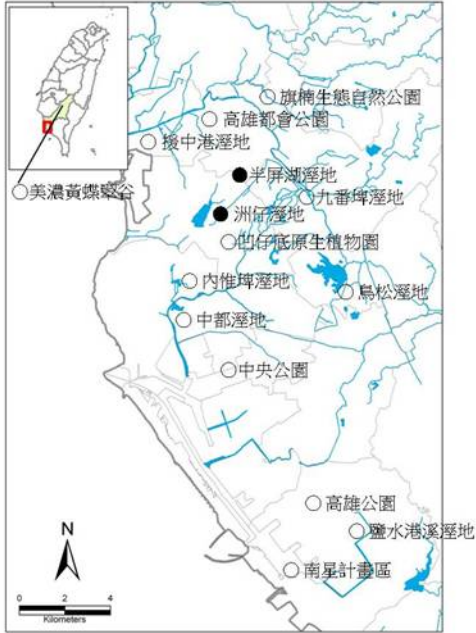 旗楠生態自然公園
高雄都會公園
援中港溼地
半屏湖溼地
美濃黃蝶翠谷
九番埤溼地
洲仔溼地
凹仔底原生植物園
內惟埤溼地
鳥松溼地
中都溼地
中央公園
高雄公園
鹽水港溪溼地
南星計畫區
N
0 2 4
Kilometers